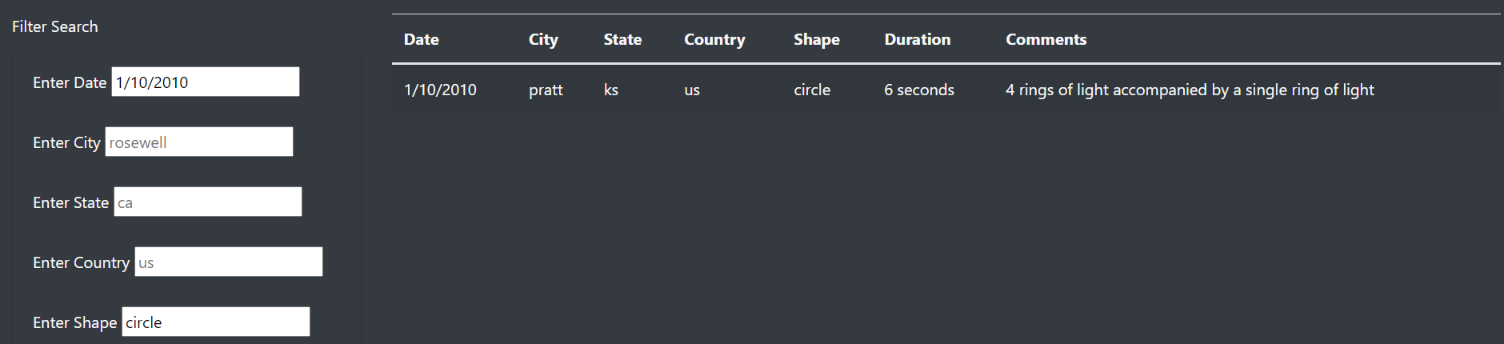 Filter Search
Enter Date 1/10/2010
Enter City rosewell
Enter State ca
Enter Country us
Enter Shape circle
Date City State Country Shape Duration Comments
1/10/2010 pratt ks us circle 6 seconds 4 rings of light accompanied by a single ring of light